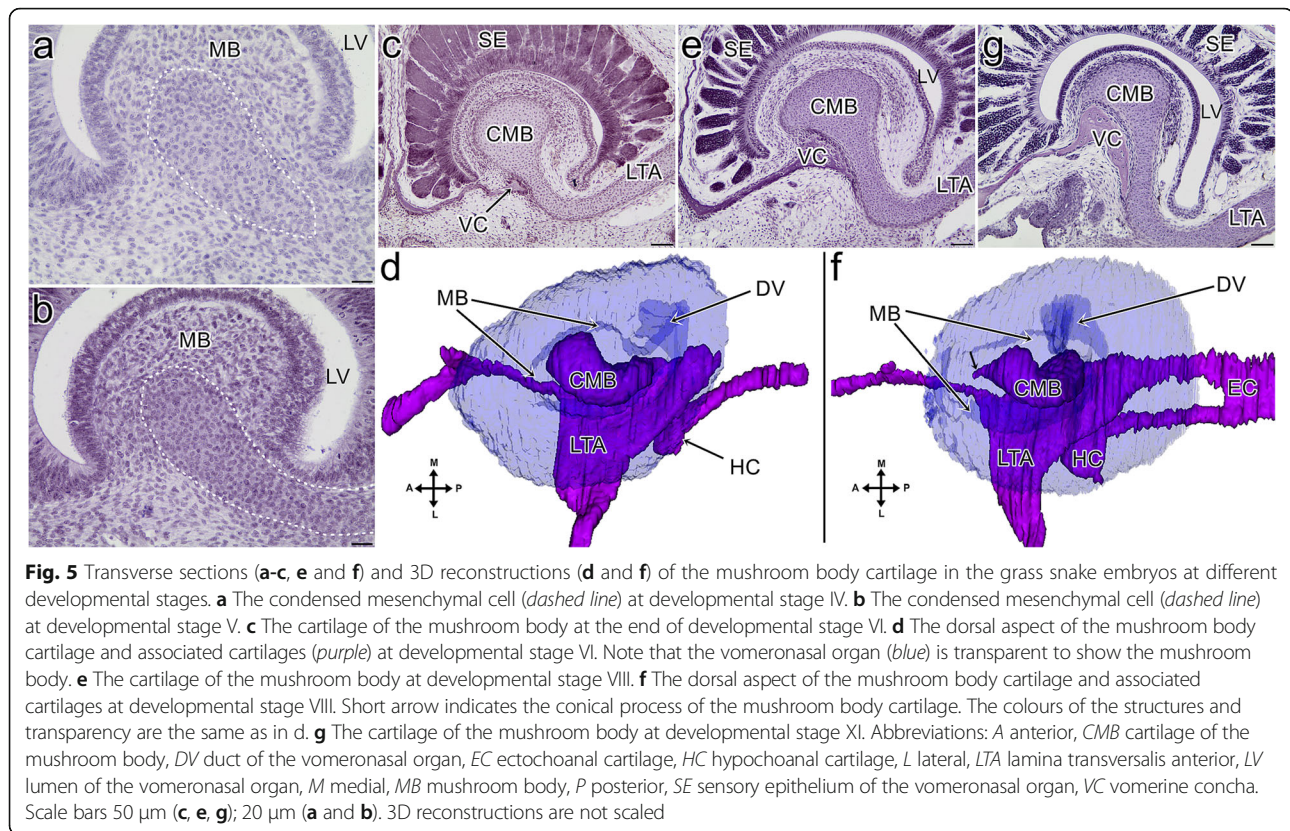 a
MB
LV
c
SE
CMB
VC
LTA
e
SE
LV
CMB
VC
LTA
g
SE
CMB
LV
VC
LTA
b
MB
LV
d
MB
DV
CMB
LTA
HC
M
A
P
L
f
MB
DV
CMB
EC
LTA
HC
M
A
P
L
Fig. 5 Transverse sections (a-c, e and f) and 3D reconstructions (d and f) of the mushroom body cartilage in the grass snake embryos at different
developmental stages. a The condensed mesenchymal cell (dashed line) at developmental stage IV. b The condensed mesenchymal cell (dashed line)
at developmental stage V. c The cartilage of the mushroom body at the end of developmental stage VI. d The dorsal aspect of the mushroom body
cartilage and associated cartilages (purple) at developmental stage VI. Note that the vomeronasal organ (blue) is transparent to show the mushroom
body. e The cartilage of the mushroom body at developmental stage VIII. f The dorsal aspect of the mushroom body cartilage and associated
cartilages at developmental stage VIII. Short arrow indicates the conical process of the mushroom body cartilage. The colours of the structures and
transparency are the same as in d. g The cartilage of the mushroom body at developmental stage XI. Abbreviations: A anterior, CMB cartilage of the
mushroom body, DV duct of the vomeronasal organ, EC ectochoanal cartilage, HC hypochoanal cartilage, L lateral, LTA lamina transversalis anterior, LV
lumen of the vomeronasal organ, M medial, MB mushroom body, P posterior, SE sensory epithelium of the vomeronasal organ, VC vomerine concha.
Scale bars 50 μm (c, e, g); 20 μm (a and b). 3D reconstructions are not scaled